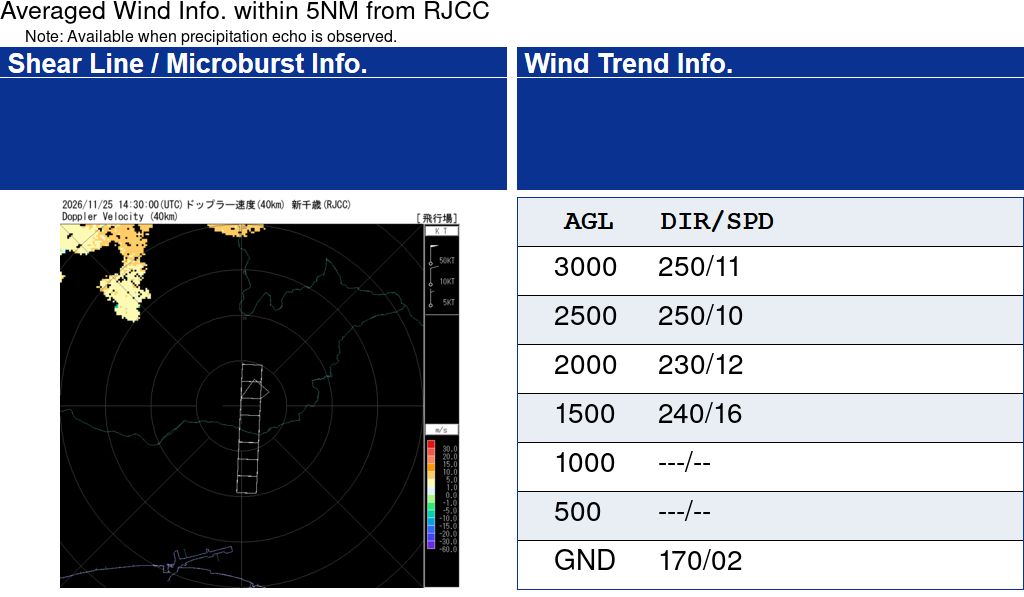 Averaged Wind Info. within 5NM from RJCC
Note: Available when precipitation echo is observed.
Shear Line / Microburst Info.
Wind Trend Info.
2026/11/25 14:30:00(UTC) ドップラー速度(40km) 新千歳(RJCC)
Doppler Velocity (40km)
[飛行場]
KT
50KT
10KT
5KT
m/s
30.0
20.0
15.0
10.0
5.0
1.0
0.0
-1.0
-5.0
-10.0
-15.0
-20.0
-30.0
-60.0
AGL DIR/SPD
3000 250/11
2500 250/10
2000 230/12
1500 240/16
1000 ---/--
500 ---/--
GND 170/02